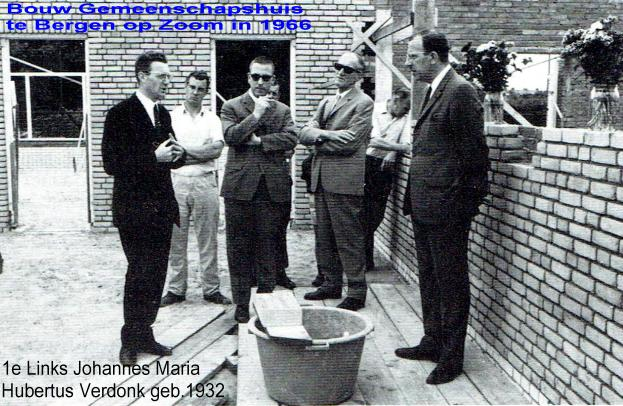 Bouw Gemeenschapshuis
te Bergen op Zoom in 1966
1e Links Johannes Maria
Hubertus Verdonk geb.1932